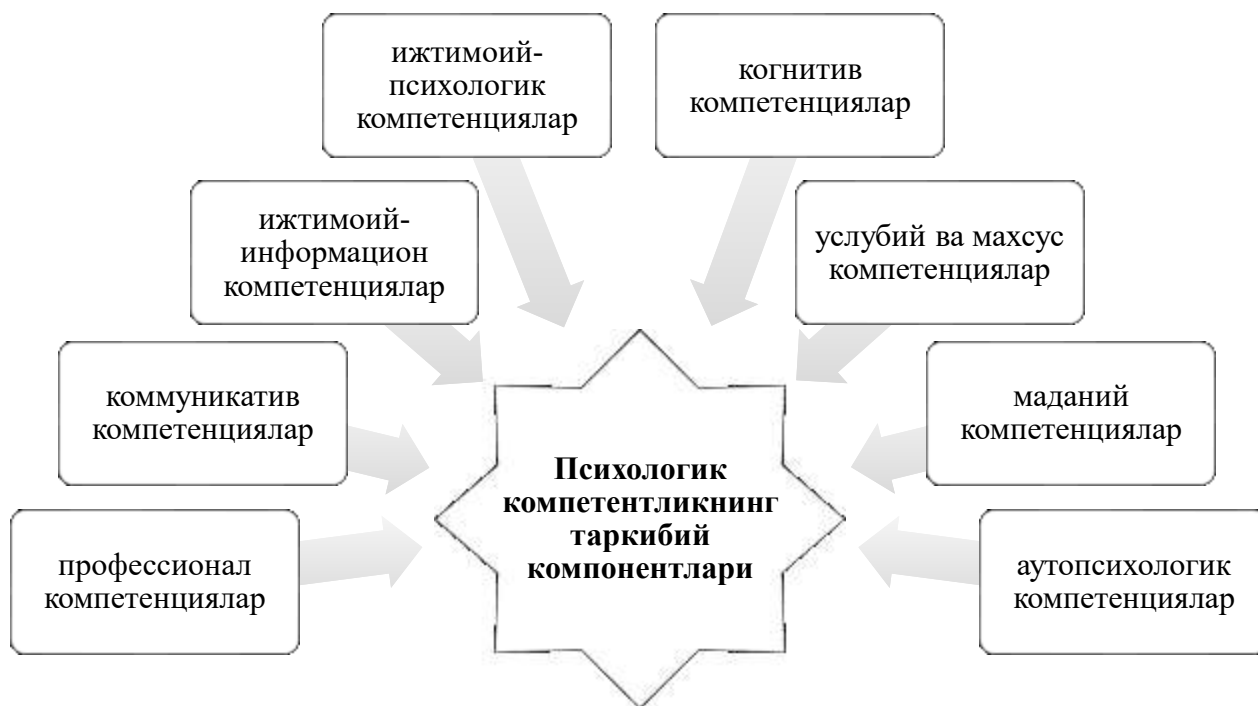 ижтимоий-
психологик
компетенциялар
когнитив
компетенциялар
ижтимоий-
информацион
компетенциялар
услубий ва махсус
компетенциялар
коммуникатив
компетенциялар
маданий
компетенциялар
Психологик
компетентликнинг
таркибий
компонентлари
профессионал
компетенциялар
аутопсихологик
компетенциялар